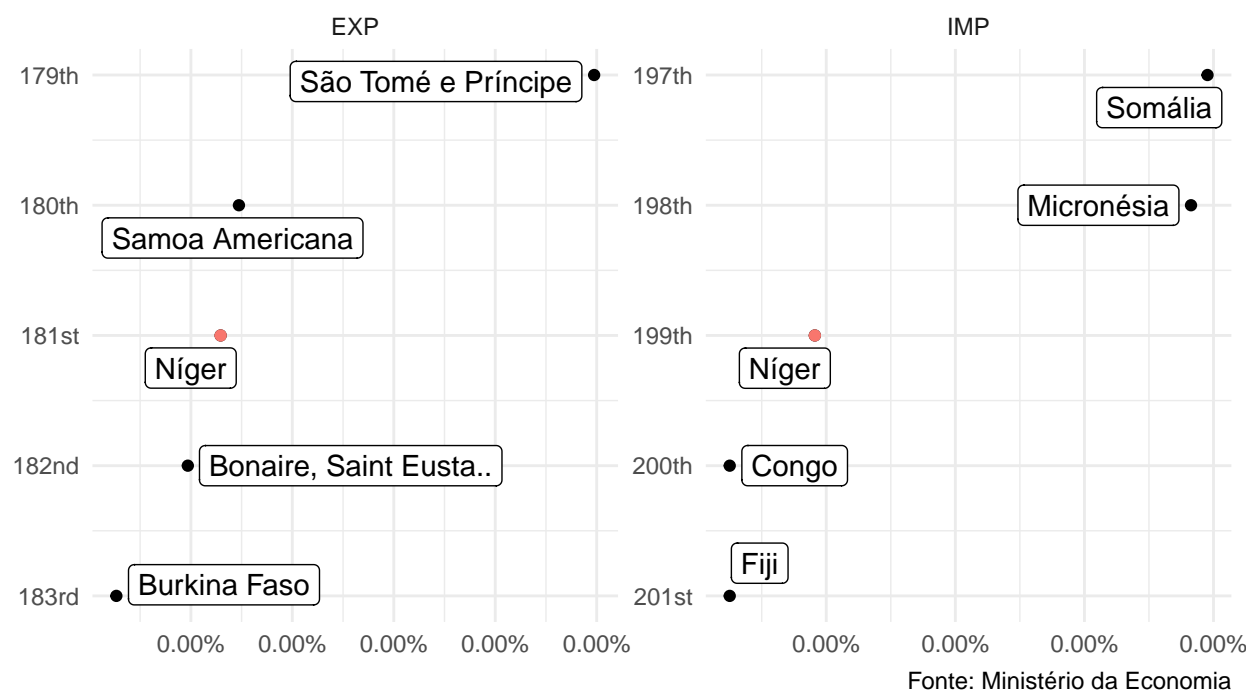 EXP
179th
São Tomé e Príncipe
180th
Samoa Americana
181st
Níger
182nd
Bonaire, Saint Eusta..
183rd
Burkina Faso
0.00% 0.00% 0.00% 0.00% 0.00%
IMP
197th
Somália
198th
Micronésia
199th
Níger
200th
Congo
201st
Fiji
0.00% 0.00% 0.00% 0.00%
Fonte: Ministério da Economia